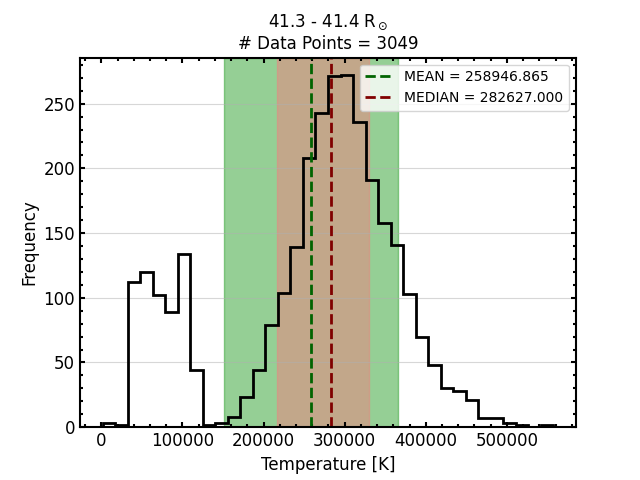 41.3 - 41.4 R⊙
# Data Points = 3049
MEAN = 258946.865
MEDIAN = 282627.000
Frequency
250
200
150
100
50
0
0 100000 200000 300000 400000 500000
Temperature [K]